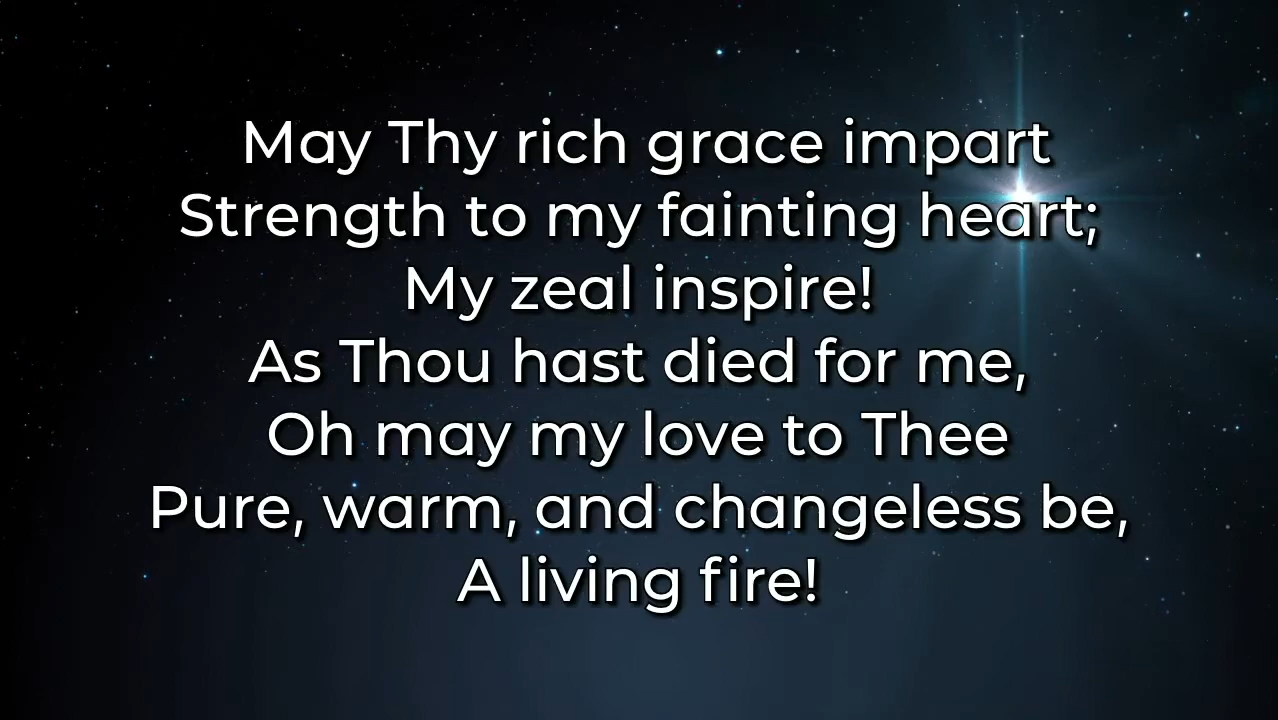 May Thy rich grace impart
Strength to my fainting heart;
My zeal inspire!
As Thou hast died for me,
Oh may my love to Thee
Pure, warm, and changeless be,
A living fire!